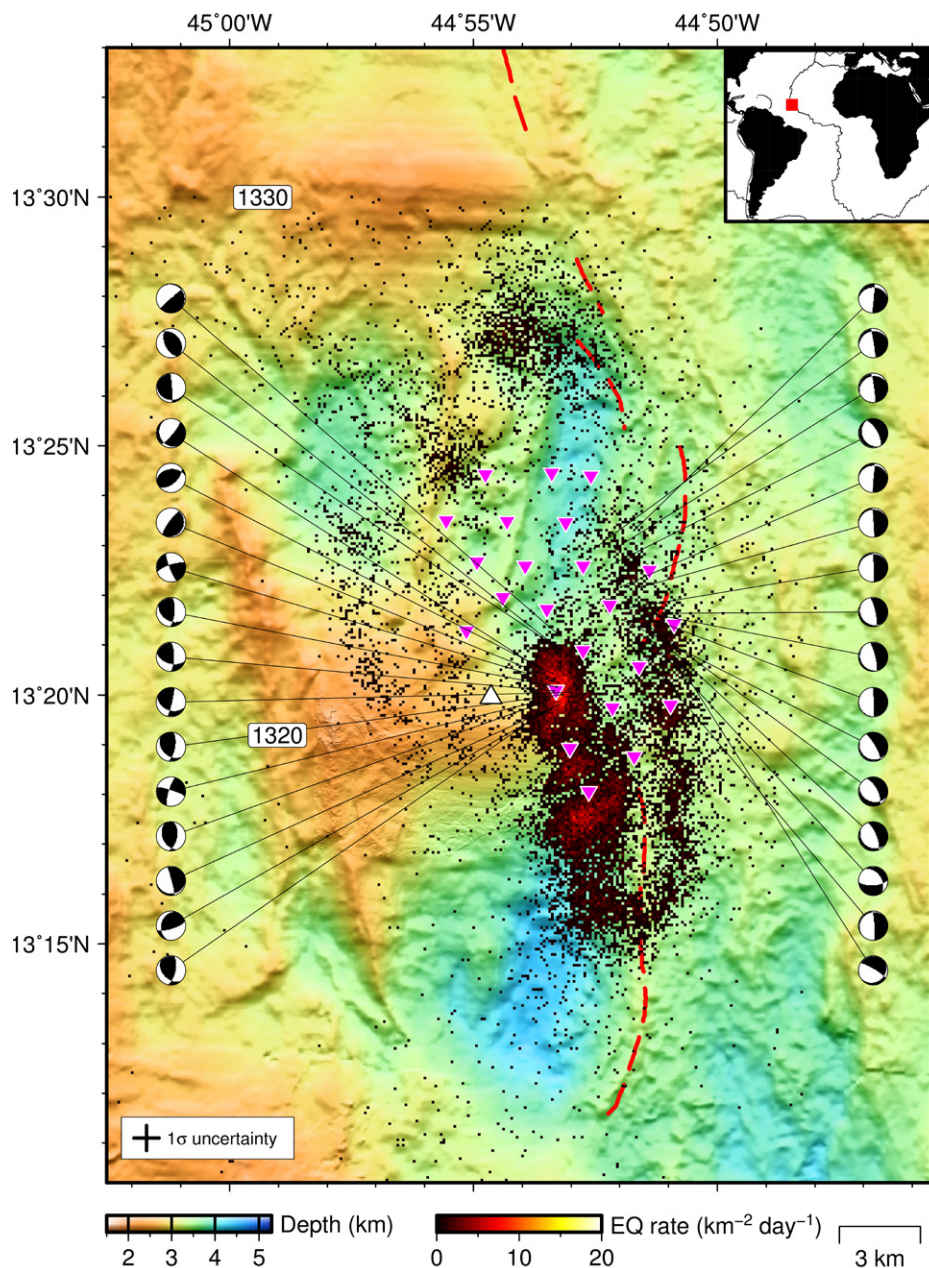 45˚00'W 44˚55'W 44˚50'W
13˚30'N
1330
13˚25'N
13˚20'N
1320
13˚15'N
1σ uncertainty
Depth (km) EQ rate (km⁻² day⁻¹)
2 3 4 5 0 10 20 3 km